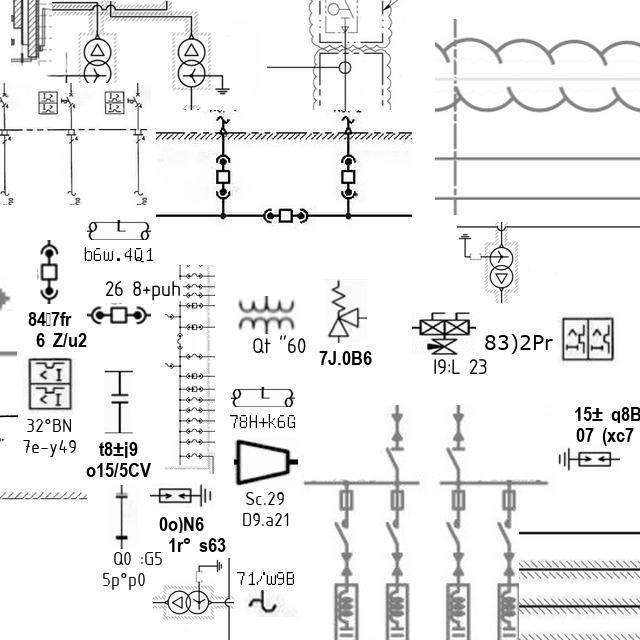 b6w.4Q1
26 8+puh
6 Z/u2
Qt "60
7J.0B6
I9:L 23
83)2Pr
32°BN
7e-y49
t8±j9
o15/5CV
78H+k6G
15± q8B
07 (xc7
Sc.29
D9.a21
0o)N6
1r° s63
Q0 :G5
5p°p0
71/w9B